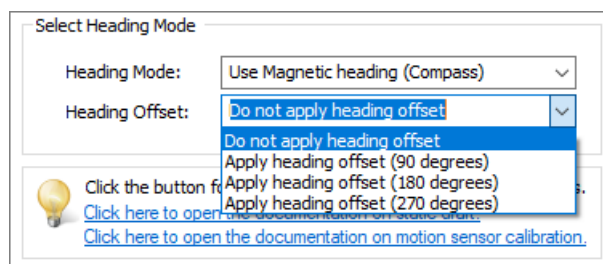 Select Heading Mode
Heading Mode: Use Magnetic heading (Compass)
Heading Offset: Do not apply heading offset
Do not apply heading offset
Apply heading offset (90 degrees)
Apply heading offset (180 degrees)
Apply heading offset (270 degrees)
Click the button
Click here to open the documentation on static draft.
Click here to open the documentation on motion sensor calibration.